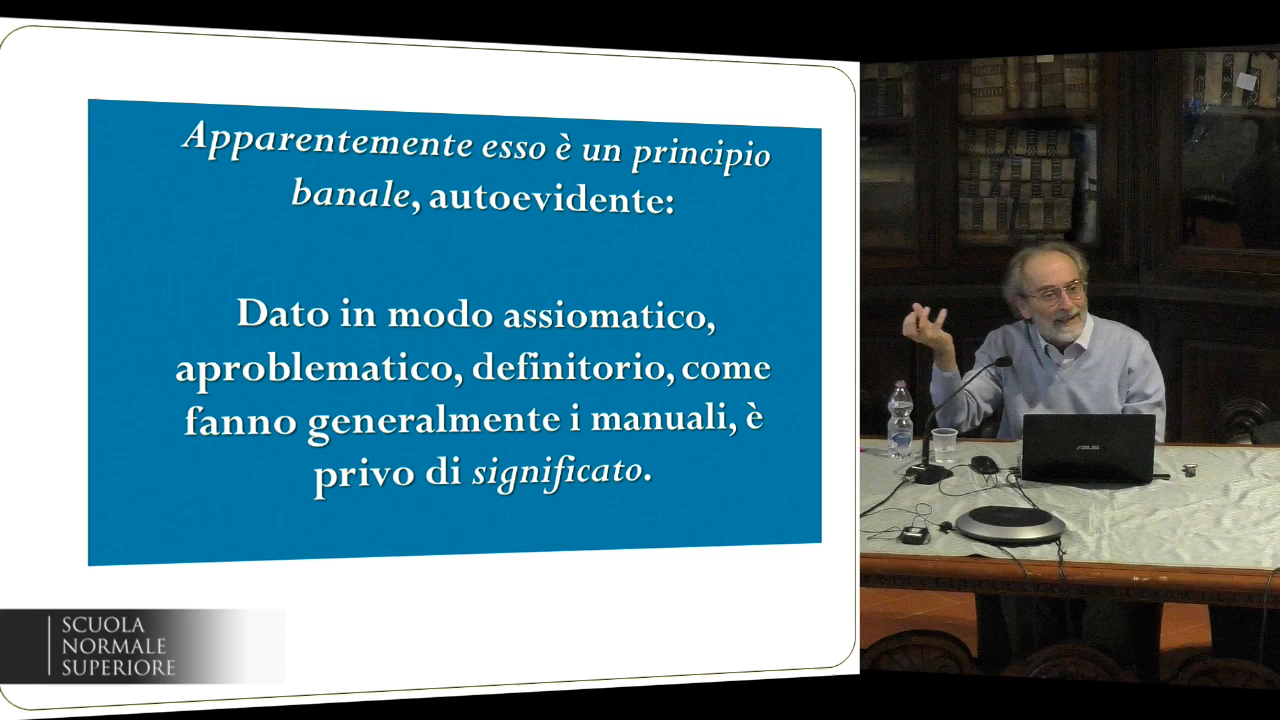 Apparentemente esso è un principio
banale, autoevidente:
Dato in modo assiomatico,
aproblematico, definitorio, come
fanno generalmente i manuali, è
privo di significato.
SCUOLA
NORMALE
SUPERIORE
ASUS